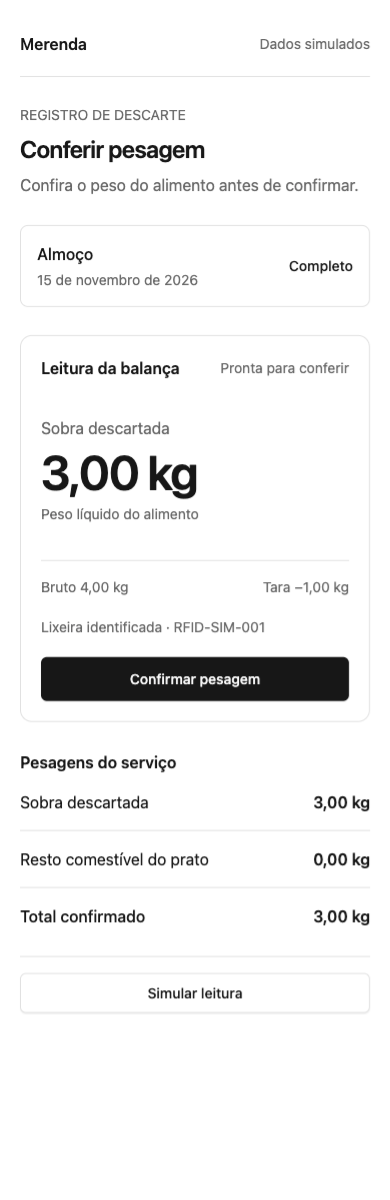 Merenda
Dados simulados
REGISTRO DE DESCARTE
Conferir pesagem
Confira o peso do alimento antes de confirmar.
Almoço
15 de novembro de 2026
Completo
Leitura da balança
Pronta para conferir
Sobra descartada
3,00 kg
Peso líquido do alimento
Bruto 4,00 kg
Tara −1,00 kg
Lixeira identificada · RFID-SIM-001
Confirmar pesagem
Pesagens do serviço
Sobra descartada
3,00 kg
Resto comestível do prato
0,00 kg
Total confirmado
3,00 kg
Simular leitura